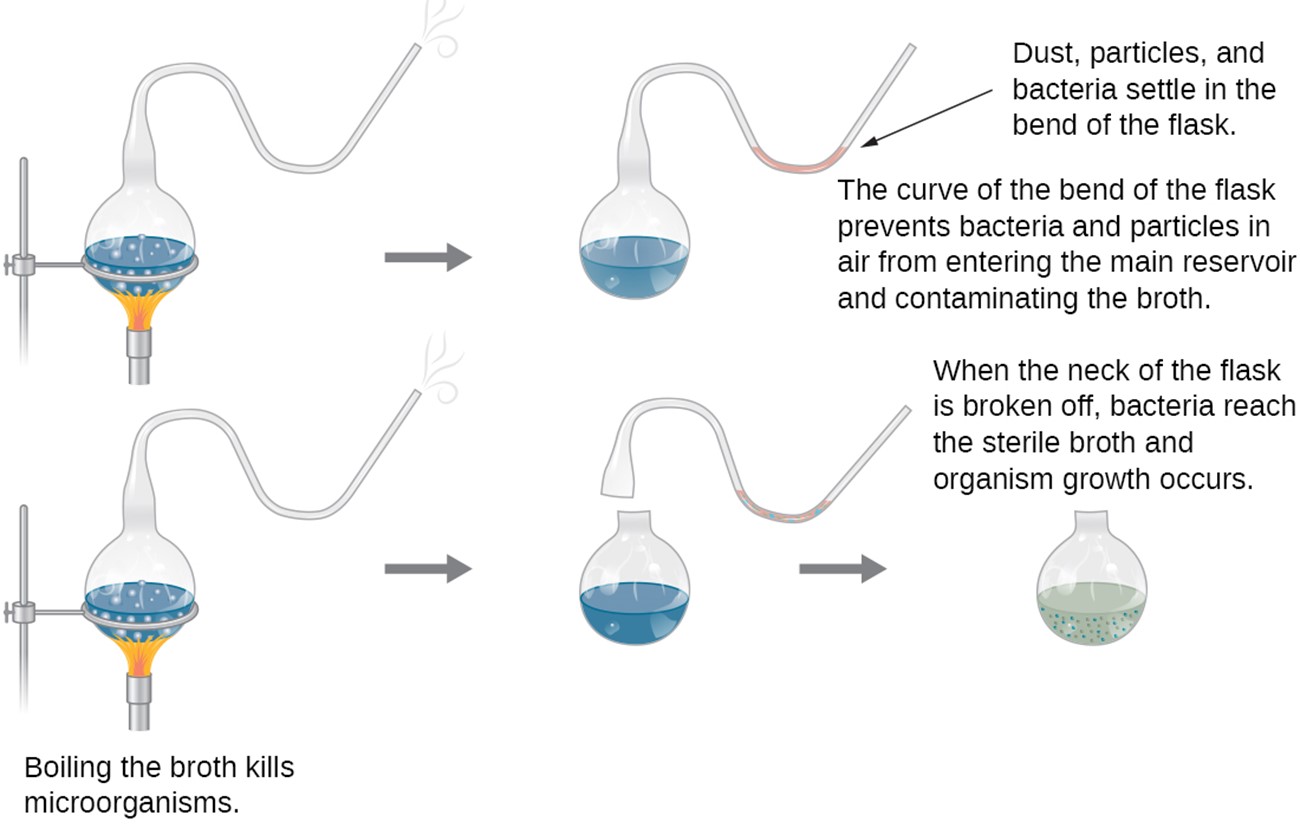 Dust, particles, and
bacteria settle in the
bend of the flask.
The curve of the bend of the flask
prevents bacteria and particles in
air from entering the main reservoir
and contaminating the broth.
When the neck of the flask
is broken off, bacteria reach
the sterile broth and
organism growth occurs.
Boiling the broth kills
microorganisms.